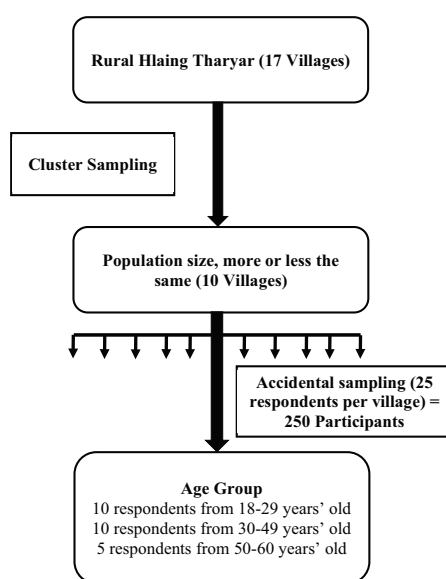 Rural Hlaing Tharyar (17 Villages)
Cluster Sampling
Population size, more or less the
same (10 Villages)
Accidental sampling (25
respondents per village) =
250 Participants
Age Group
10 respondents from 18-29 years’ old
10 respondents from 30-49 years’ old
5 respondents from 50-60 years’ old